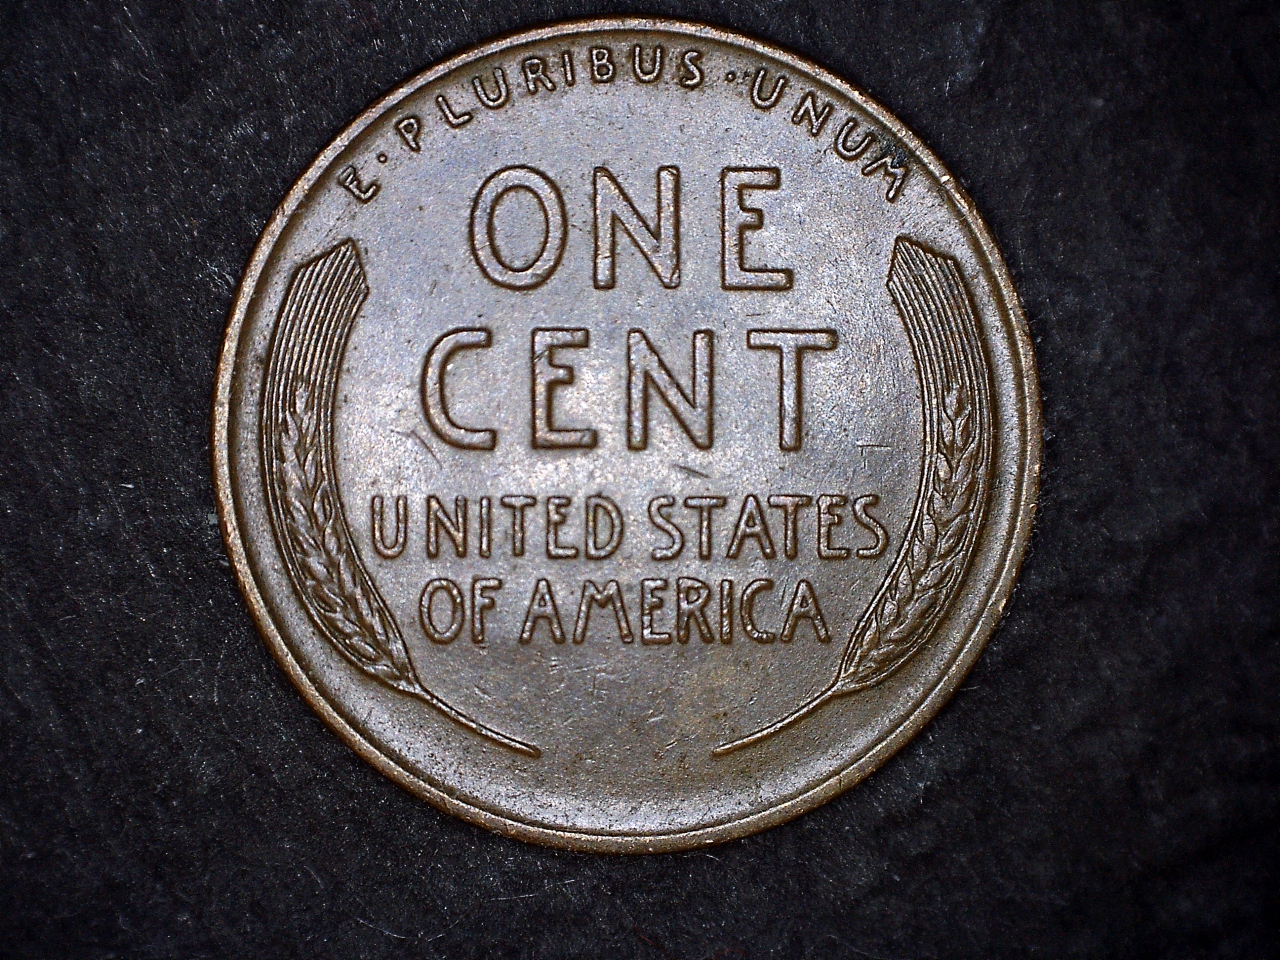 E · PLURIBUS · UNUM
ONE
CENT
UNITED STATES
OF AMERICA